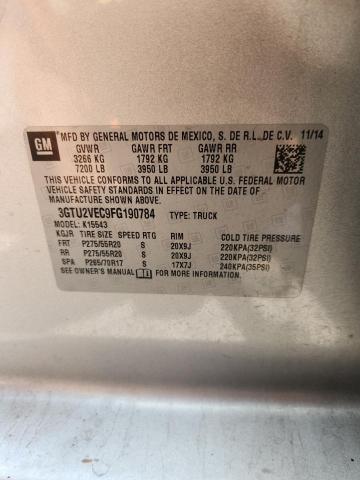 GM MFD BY GENERAL MOTORS DE MEXICO, S. DE R.L. DE C.V. 11/14
GVWR GAWR FRT GAWR RR
3266 KG 1792 KG 1792 KG
7200 LB 3950 LB 3950 LB
THIS VEHICLE CONFORMS TO ALL APPLICABLE U.S. FEDERAL MOTOR
VEHICLE SAFETY STANDARDS IN EFFECT ON THE DATE OF
MANUFACTURE SHOWN ABOVE.
3GTU2VEC9FG190784 TYPE: TRUCK
MODEL: K15543
KGJR TIRE SIZE SPEED RTG RIM COLD TIRE PRESSURE
FRT P275/55R20 S 20X9J 220KPA(32PSI)
RR P275/55R20 S 20X9J 220KPA(32PSI)
SPA P265/70R17 S 17X7J 240KPA(35PSI)
SEE OWNER'S MANUAL FOR MORE INFORMATION.